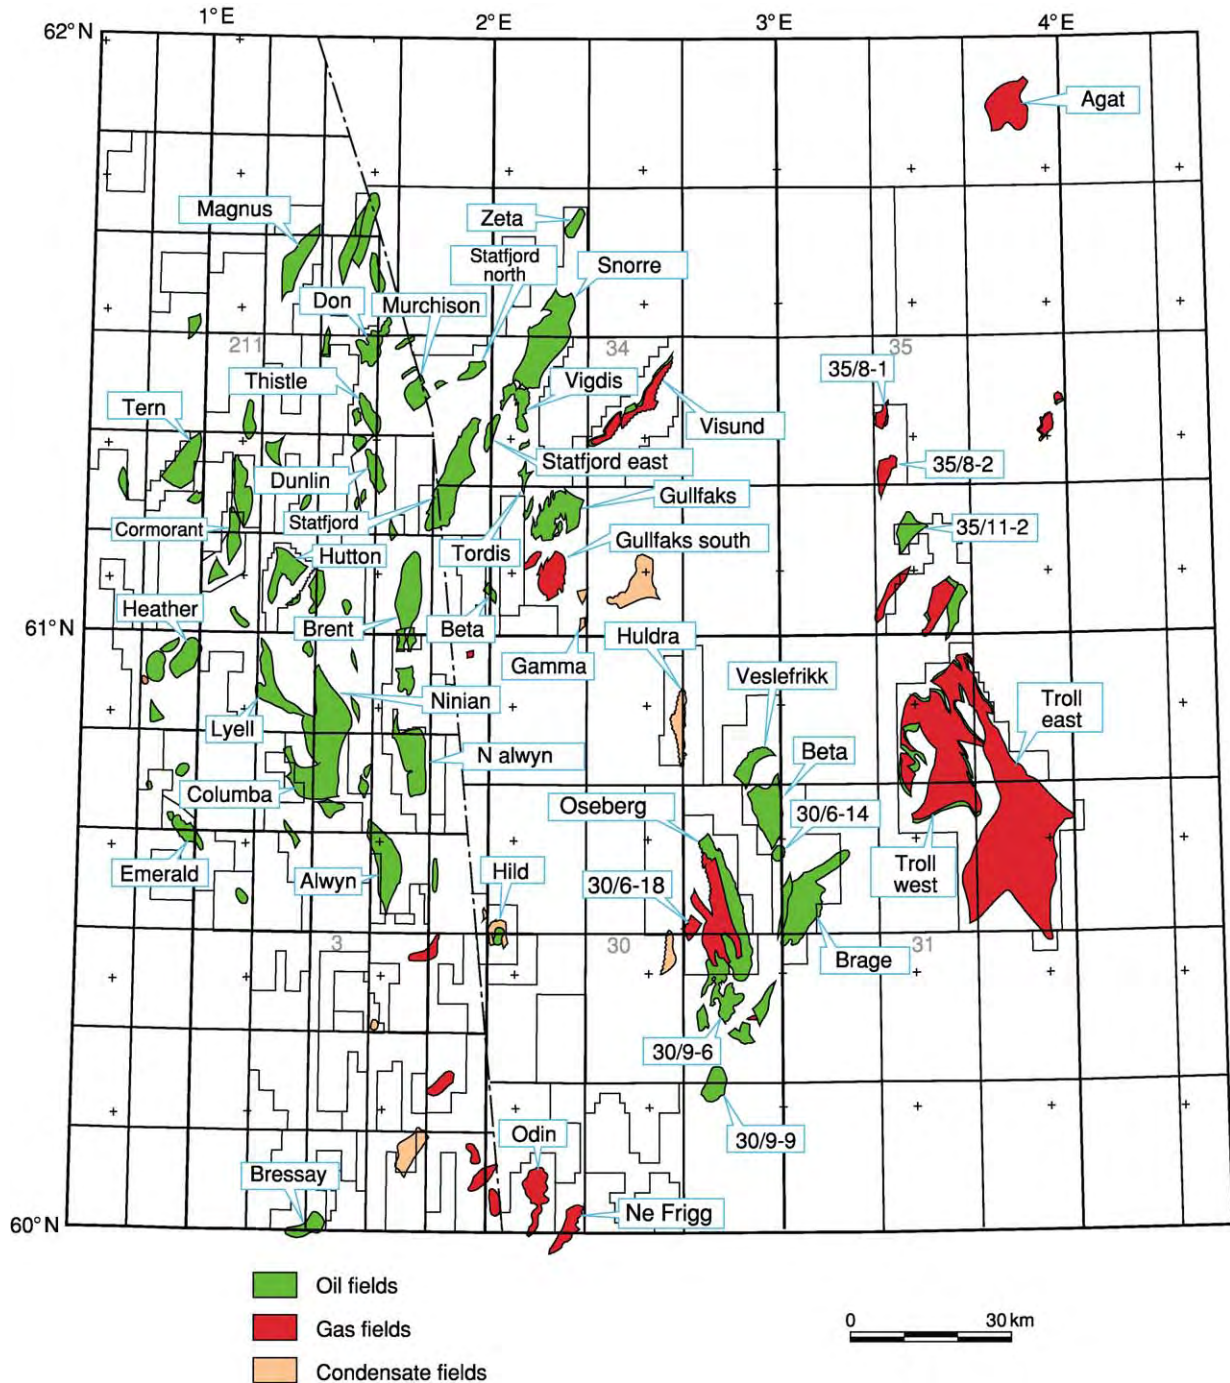 1°E
2°E
3°E
4°E
62°N
Agat
Magnus
Zeta
Statfjord
north
Snorre
Don
Murchison
211
34
35
35/8-1
Thistle
Vigdis
Tern
Visund
Statfjord east
35/8-2
Dunlin
Gullfaks
Cormorant
Statfjord
35/11-2
Tordis
Gullfaks south
Hutton
Heather
61°N
Brent
Beta
Huldra
Gamma
Veslefrikk
Ninian
Troll
east
Lyell
N alwyn
Beta
Columba
Oseberg
30/6-14
Emerald
Alwyn
Hild
30/6-18
Troll
west
3
30
31
Brage
30/9-6
Odin
30/9-9
Bressay
60°N
Ne Frigg
Oil fields
Gas fields
Condensate fields
0 30 km